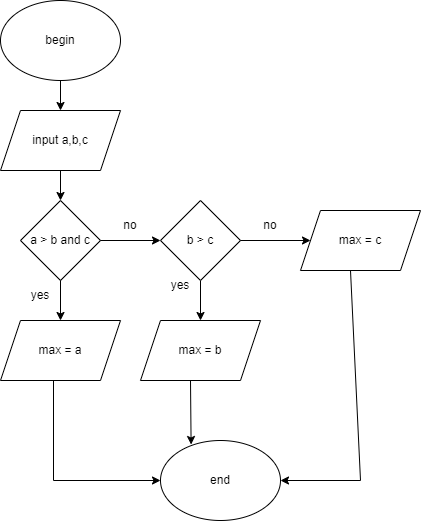 begin
input a,b,c
a > b and c
no
b > c
no
max = c
yes
yes
max = a
max = b
end